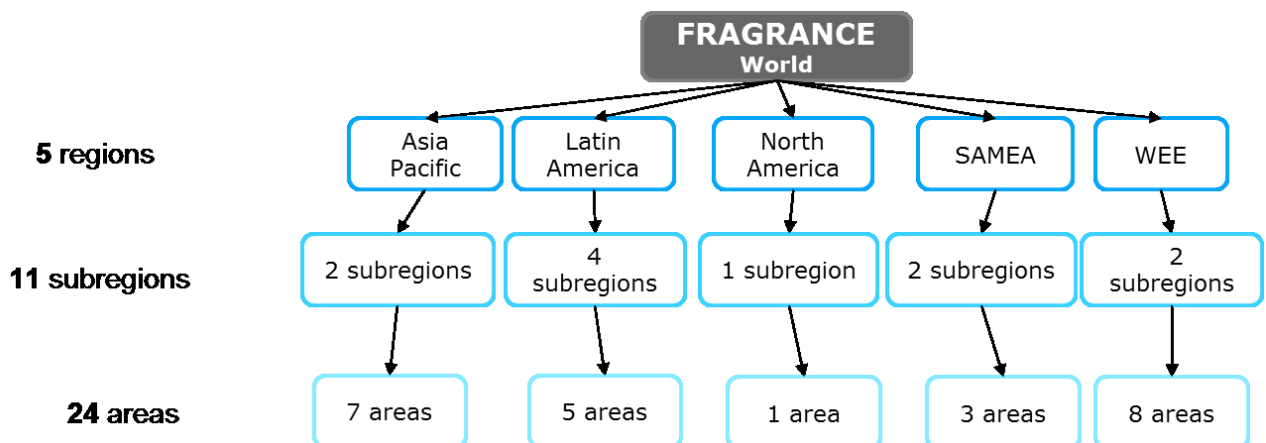 FRAGRANCE
World
5 regions
Asia
Pacific
Latin
America
North
America
SAMEA
WEE
11 subregions
2 subregions
4
subregions
1 subregion
2 subregions
2
subregions
24 areas
7 areas
5 areas
1 area
3 areas
8 areas